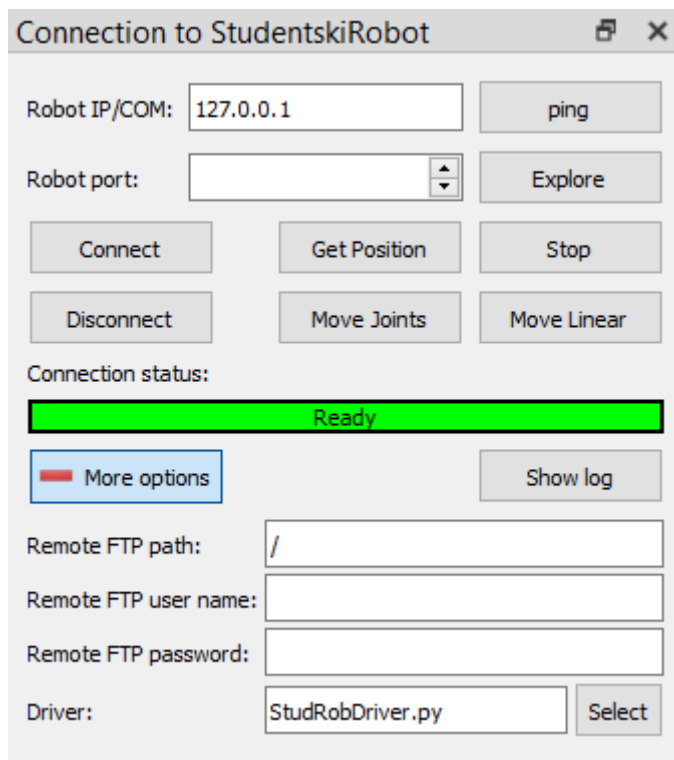 Connection to StudentskiRobot
Robot IP/COM: 127.0.0.1 ping
Robot port: Explore
Connect Get Position Stop
Disconnect Move Joints Move Linear
Connection status:
Ready
More options Show log
Remote FTP path: /
Remote FTP user name:
Remote FTP password:
Driver: StudRobDriver.py Select